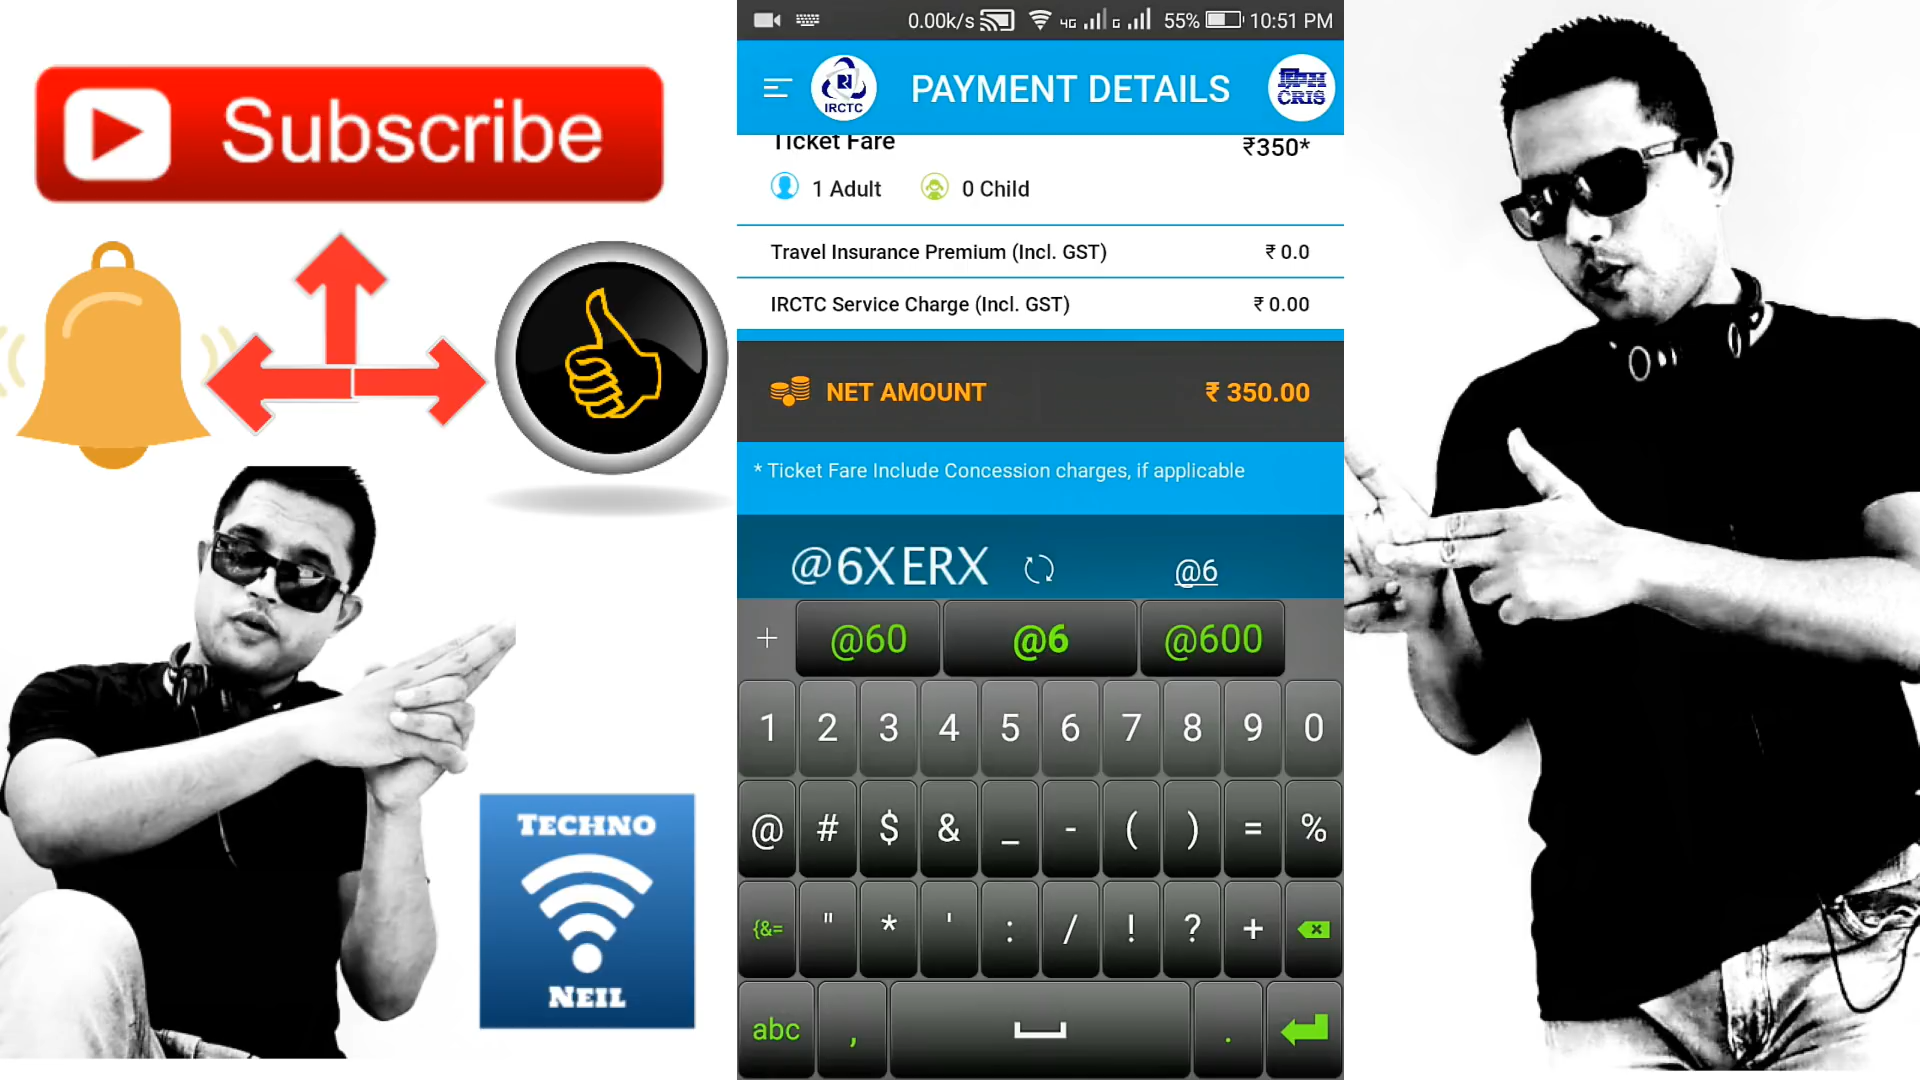 Subscribe
TECHNO
NEIL
0.00k/s 4G G 55% 10:51 PM
IRCTC
PAYMENT DETAILS
CRIS
Ticket Fare ₹350*
1 Adult 0 Child
Travel Insurance Premium (Incl. GST) ₹ 0.0
IRCTC Service Charge (Incl. GST) ₹ 0.00
NET AMOUNT ₹ 350.00
* Ticket Fare Include Concession charges, if applicable
@6XERX @6
+ @60 @6 @600
1 2 3 4 5 6 7 8 9 0
@ # $ & _ - ( ) = %
{&= " * ' : / ! ? +
abc , .